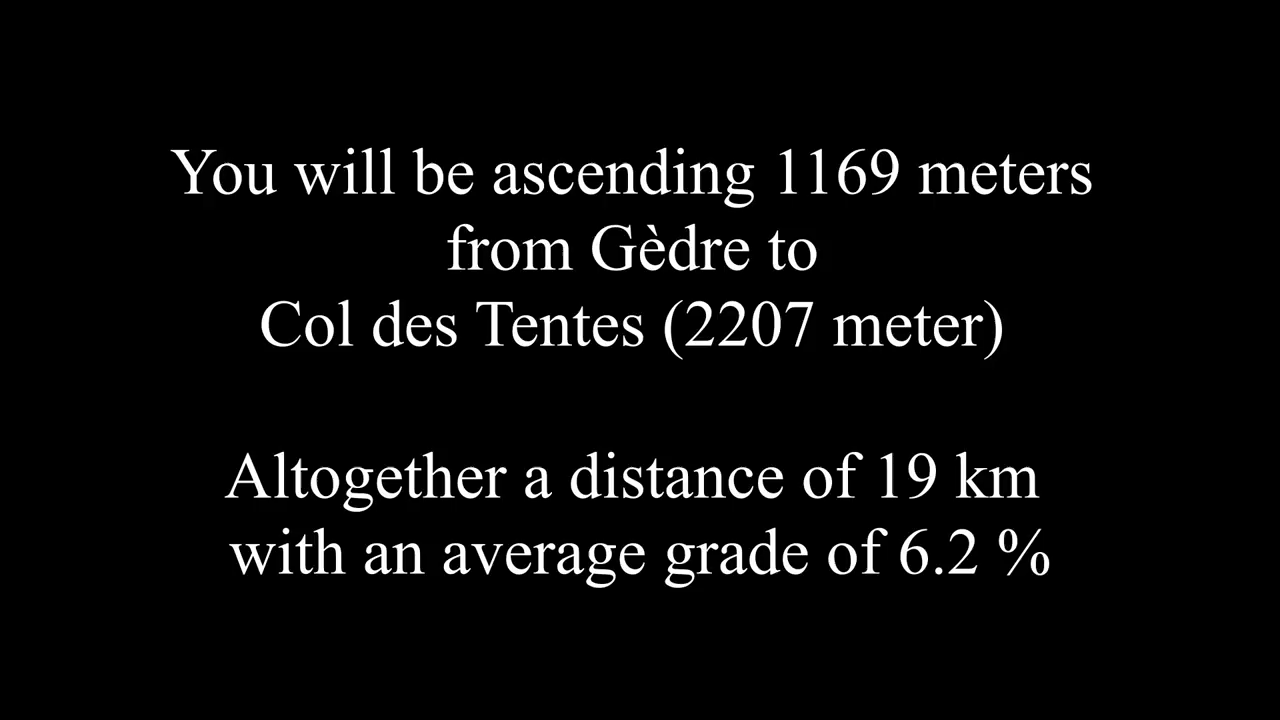 You will be ascending 1169 meters
from Gèdre to
Col des Tentes (2207 meter)
Altogether a distance of 19 km
with an average grade of 6.2 %